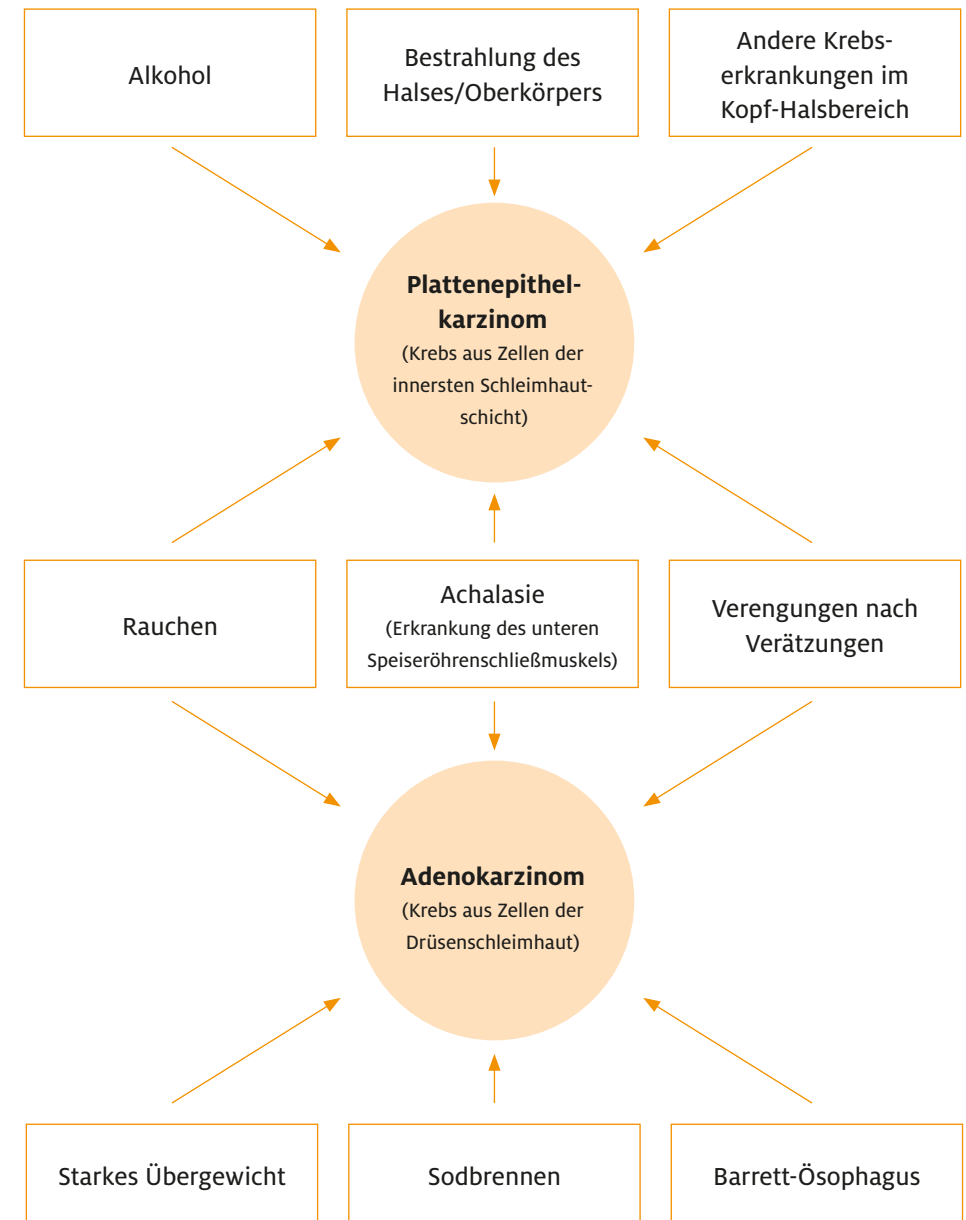 Alkohol
Bestrahlung des
Halses/Oberkörpers
Andere Krebs-
erkrankungen im
Kopf-Halsbereich
Plattenepithel-
karzinom
(Krebs aus Zellen der
innersten Schleimhaut-
schicht)
Rauchen
Achalasie
(Erkrankung des unteren
Speiseröhrenschließmuskels)
Verengungen nach
Verätzungen
Adenokarzinom
(Krebs aus Zellen der
Drüsenschleimhaut)
Starkes Übergewicht
Sodbrennen
Barrett-Ösophagus